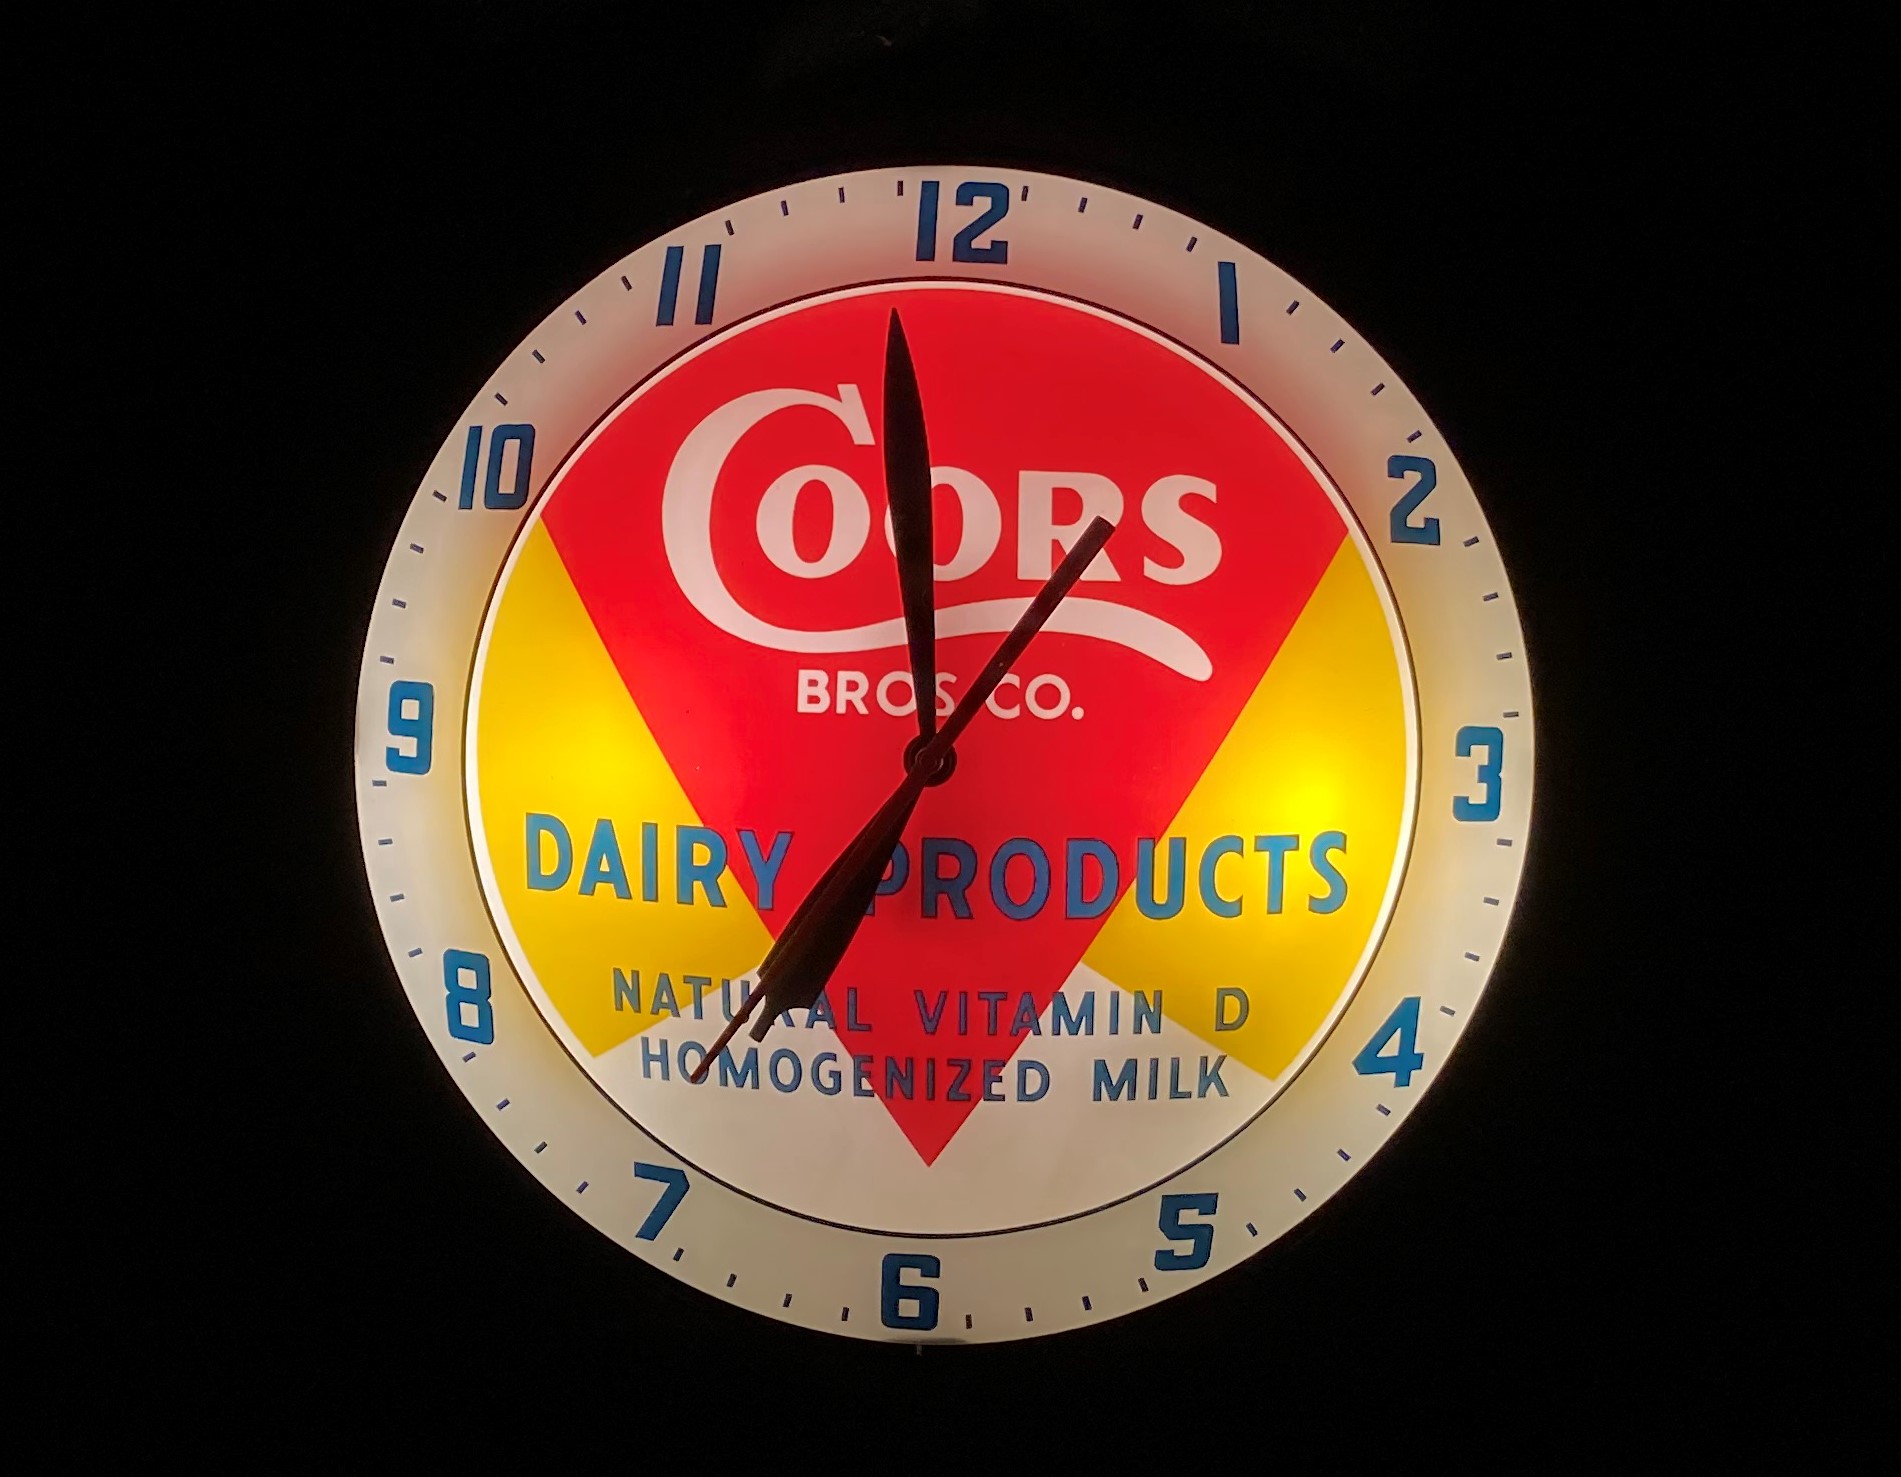 12
11
1
10
2
COORS
BROS CO.
9
3
DAIRY PRODUCTS
8
NATURAL VITAMIN D
4
HOMOGENIZED MILK
7
5
6